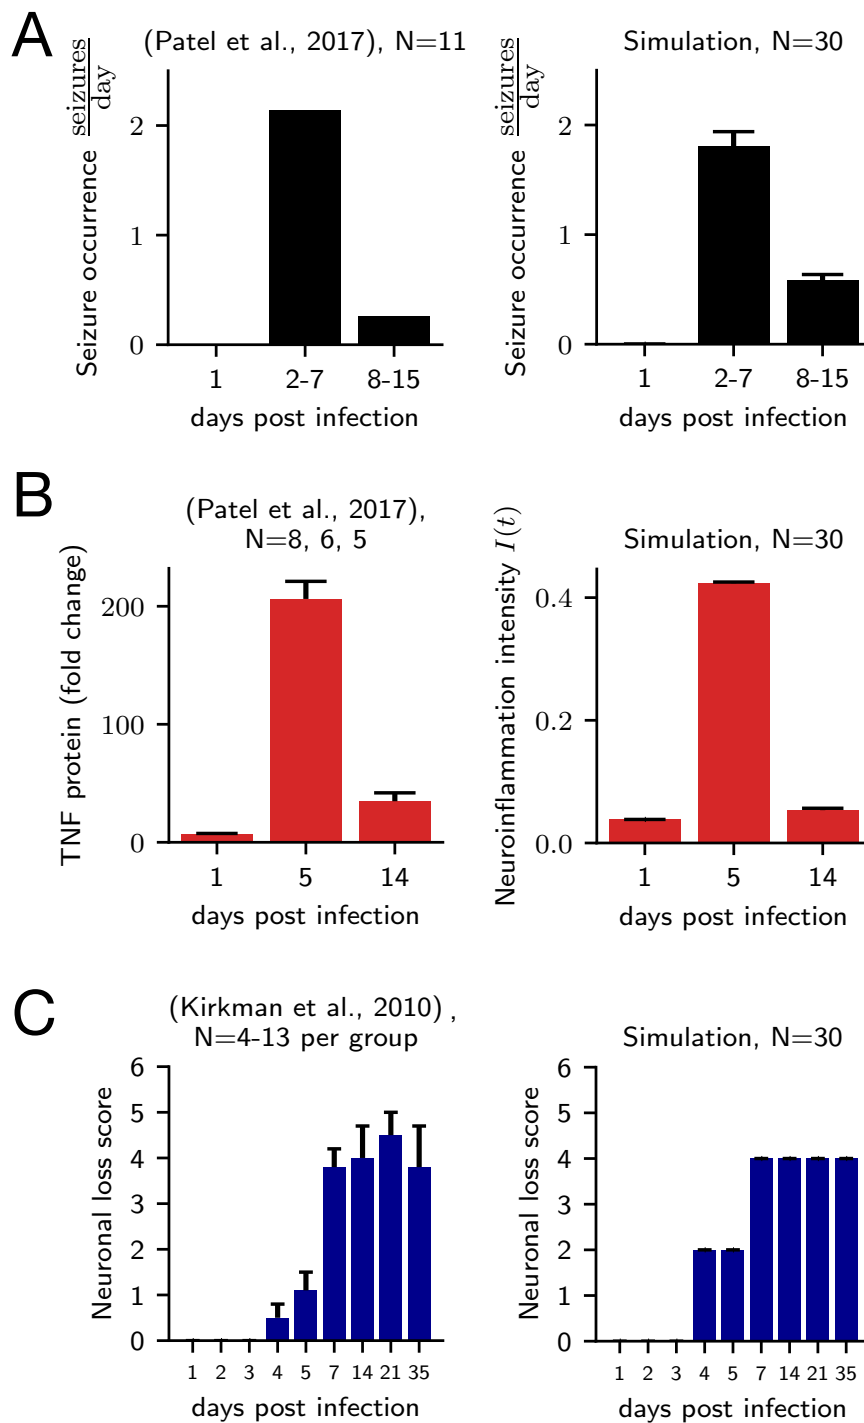 A
(Patel et al., 2017), N=11
Seizure occurrence seizures/day
2
1
0
1 2-7 8-15
days post infection
Simulation, N=30
Seizure occurrence seizures/day
2
1
0
1 2-7 8-15
days post infection
B
(Patel et al., 2017),
N=8, 6, 5
TNF protein (fold change)
200
100
0
1 5 14
days post infection
Simulation, N=30
Neuroinflammation intensity I(t)
0.4
0.2
0.0
1 5 14
days post infection
C
(Kirkman et al., 2010) ,
N=4-13 per group
Neuronal loss score
6
5
4
3
2
1
0
1 2 3 4 5 7 14 21 35
days post infection
Simulation, N=30
Neuronal loss score
6
5
4
3
2
1
0
1 2 3 4 5 7 14 21 35
days post infection